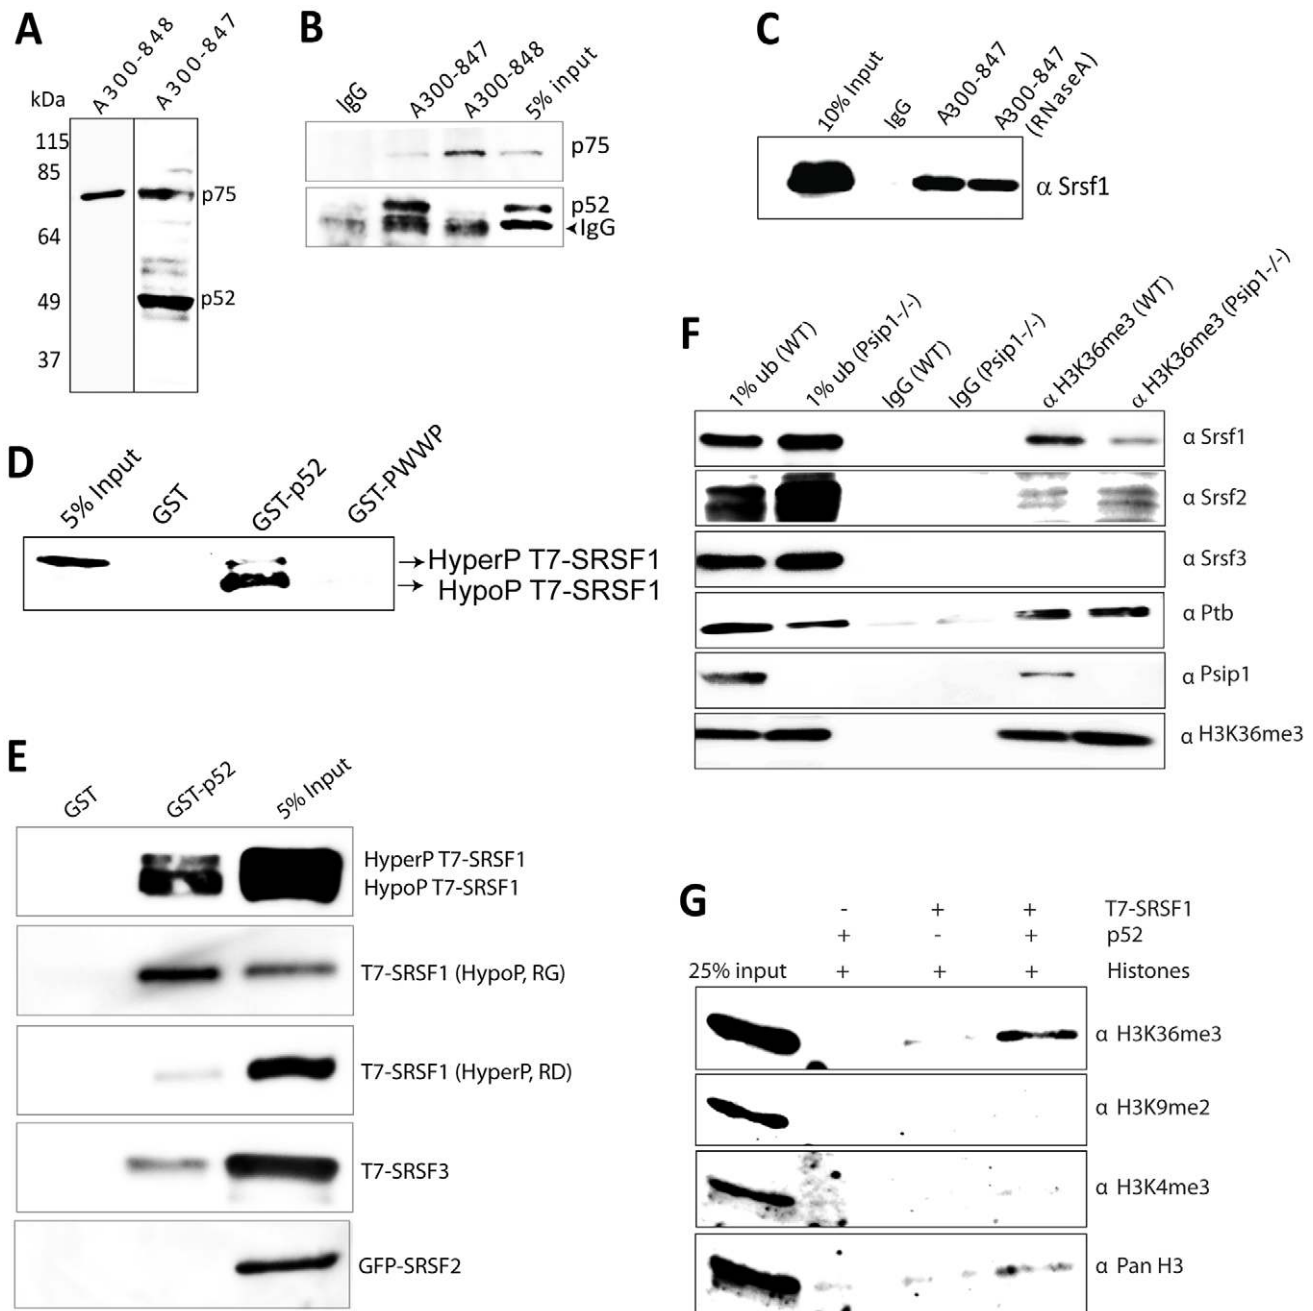 A
A300-848
A300-847
kDa
115
85
64
49
37
p75
p52
B
IgG
A300-847
A300-848
5% input
p75
p52
IgG
C
10% Input
IgG
A300-847
A300-847
(RNaseA)
α Srsf1
D
5% Input
GST
GST-p52
GST-PWWP
HyperP T7-SRSF1
HypoP T7-SRSF1
E
GST
GST-p52
5% Input
HyperP T7-SRSF1
HypoP T7-SRSF1
T7-SRSF1 (HypoP, RG)
T7-SRSF1 (HyperP, RD)
T7-SRSF3
GFP-SRSF2
F
1% ub (WT)
1% ub (Psip1-/-)
IgG (WT)
IgG (Psip1-/-)
α H3K36me3 (WT)
α H3K36me3 (Psip1-/-)
α Srsf1
α Srsf2
α Srsf3
α Ptb
α Psip1
α H3K36me3
G
- + + T7-SRSF1
+ - + p52
25% input + + + Histones
α H3K36me3
α H3K9me2
α H3K4me3
α Pan H3